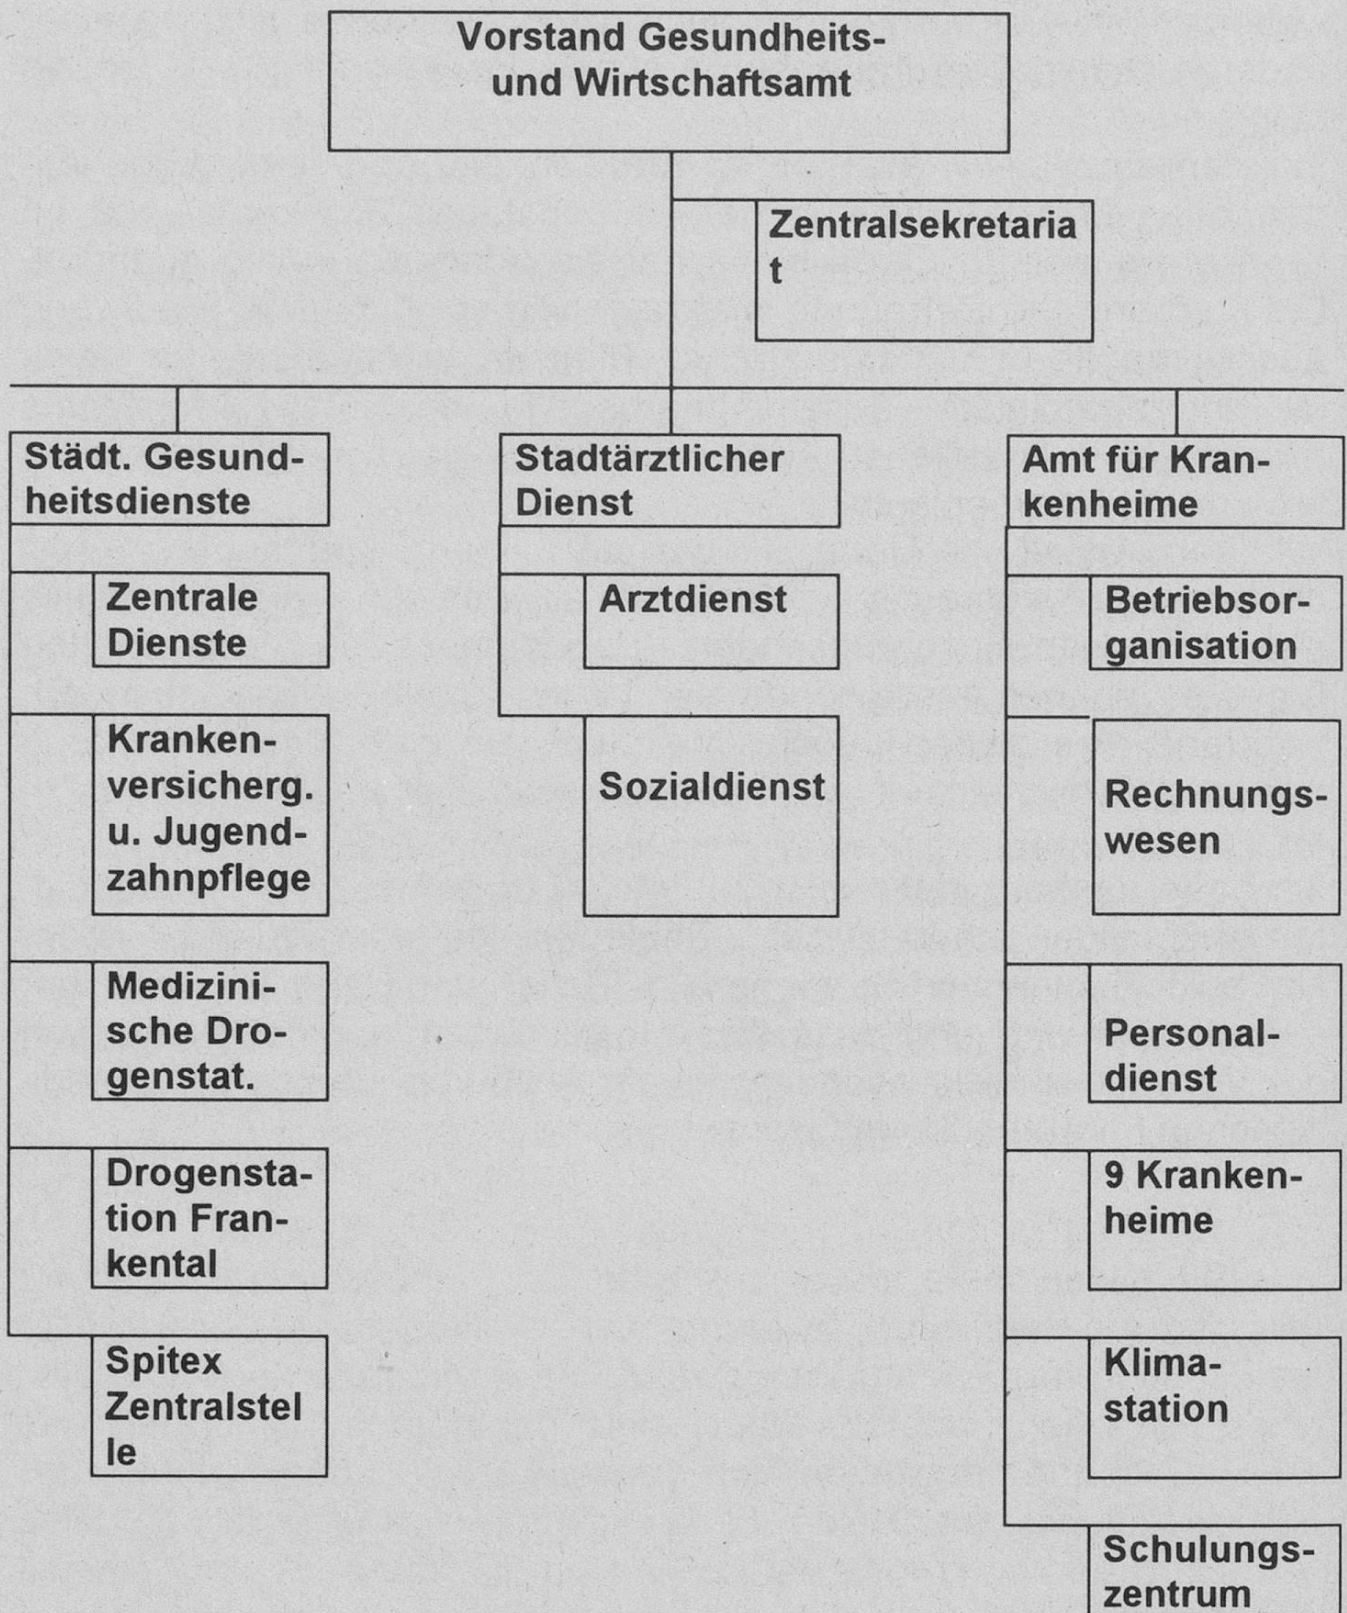 Vorstand Gesundheits-
und Wirtschaftsamt
Zentralsekretaria
t
Städt. Gesund-
heitsdienste
Zentrale
Dienste
Kranken-
versicherg.
u. Jugend-
zahnpflege
Medizini-
sche Dro-
genstat.
Drogensta-
tion Fran-
kental
Spitex
Zentralstel
le
Stadtärztlicher
Dienst
Arztdienst
Sozialdienst
Amt für Kran-
kenheime
Betriebsor-
ganisation
Rechnungs-
wesen
Personal-
dienst
9 Kranken-
heime
Klima-
station
Schulungs-
zentrum